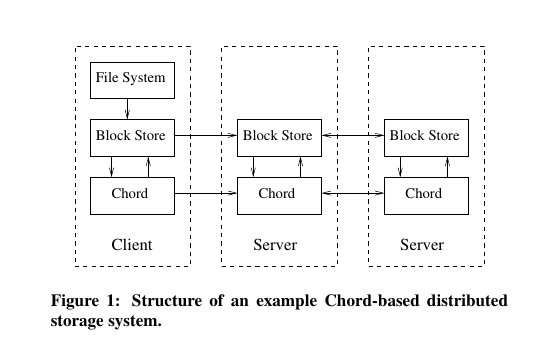 File System
Block Store
Block Store
Block Store
Chord
Chord
Chord
Client
Server
Server
Figure 1: Structure of an example Chord-based distributed
storage system.